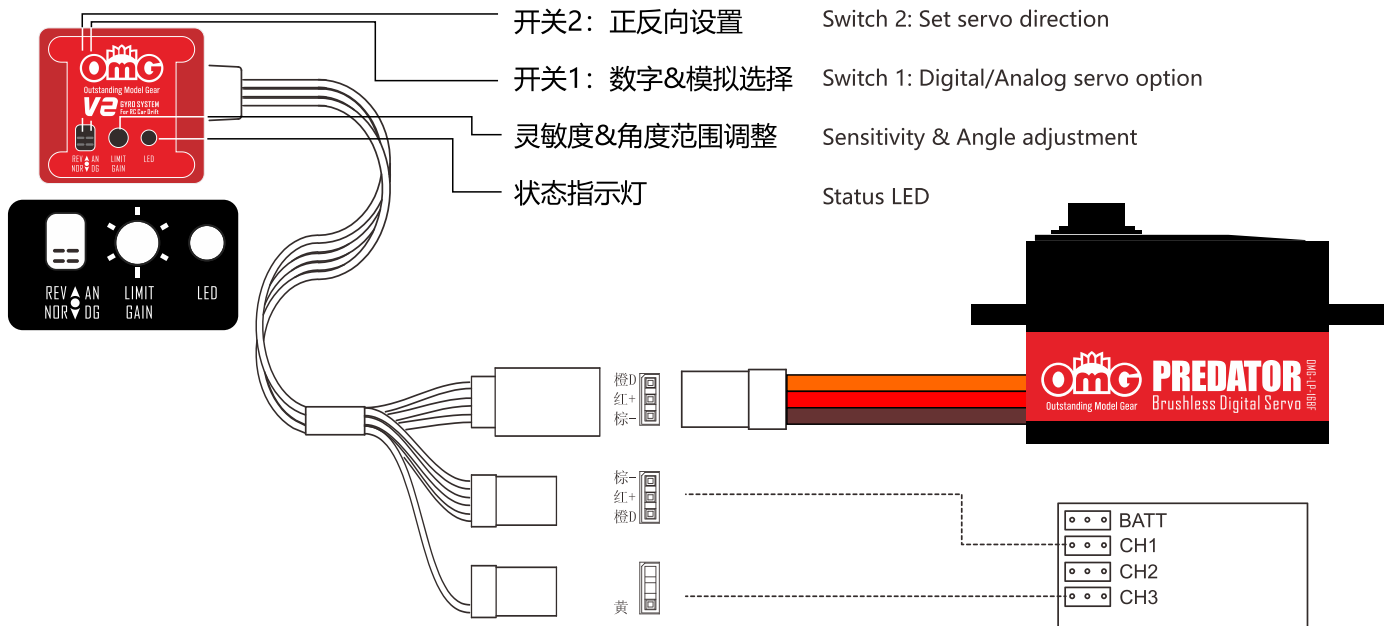 开关2：正反向设置 Switch 2: Set servo direction
开关1：数字&模拟选择 Switch 1: Digital/Analog servo option
灵敏度&角度范围调整 Sensitivity & Angle adjustment
状态指示灯 Status LED
OmG
Outstanding Model Gear
V2 GYRO SYSTEM
For RC Car Drift
REV▲AN LIMIT LED
NOR▼DG GAIN
REV▲AN LIMIT LED
NOR▼DG GAIN
橙D
红+
棕-
OmG
Outstanding Model Gear
PREDATOR
Brushless Digital Servo
OMG-LP-16BF
棕-
红+
橙D
黄
BATT
CH1
CH2
CH3